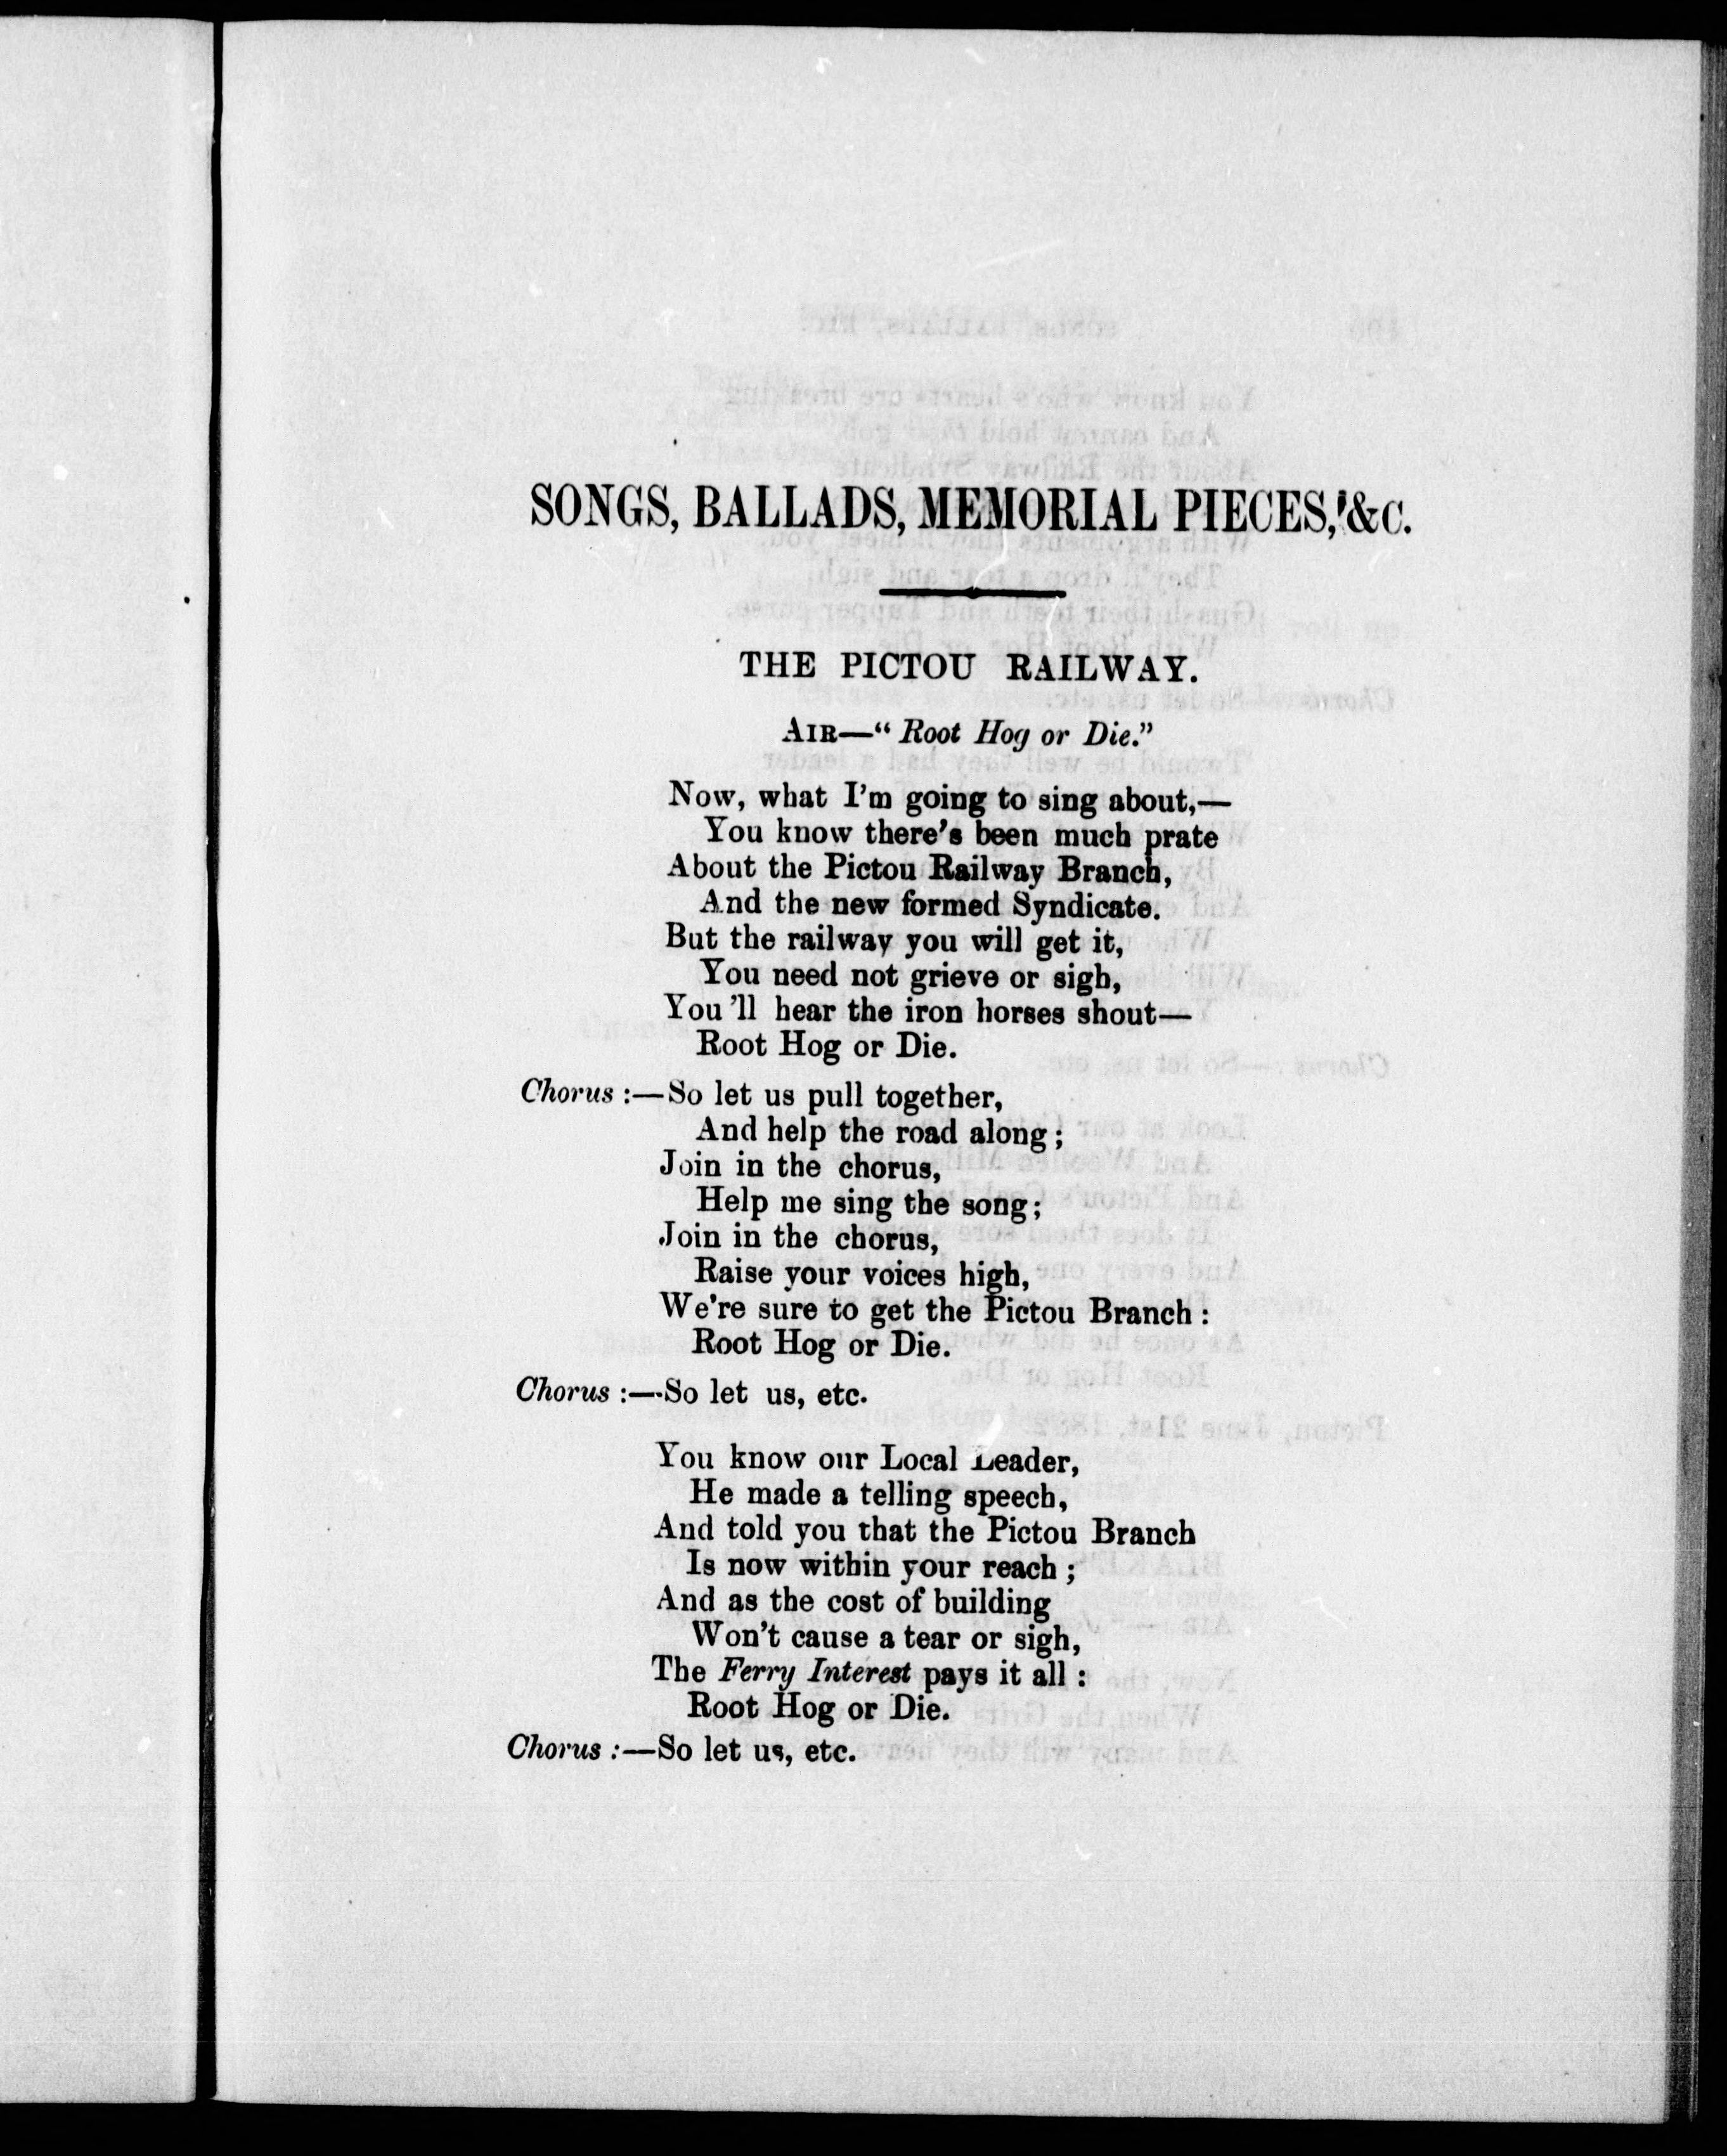 SONGS, BALLADS, MEMORIAL PIECES, &C.
THE PICTOU RAILWAY.
AIR—“Root Hog or Die.”
Now, what I'm going to sing about,—
You know there's been much prate
About the Pictou Railway Branch,
And the new formed Syndicate.
But the railway you will get it,
You need not grieve or sigh,
You'll hear the iron horses shout—
Root Hog or Die.
Chorus :—So let us pull together,
And help the road along;
Join in the chorus,
Help me sing the song;
Join in the chorus,
Raise your voices high,
We're sure to get the Pictou Branch :
Root Hog or Die.
Chorus :—So let us, etc.
You know our Local Leader,
He made a telling speech,
And told you that the Pictou Branch
Is now within your reach ;
And as the cost of building
Won't cause a tear or sigh,
The Ferry Interest pays it all :
Root Hog or Die.
Chorus :—So let us, etc.